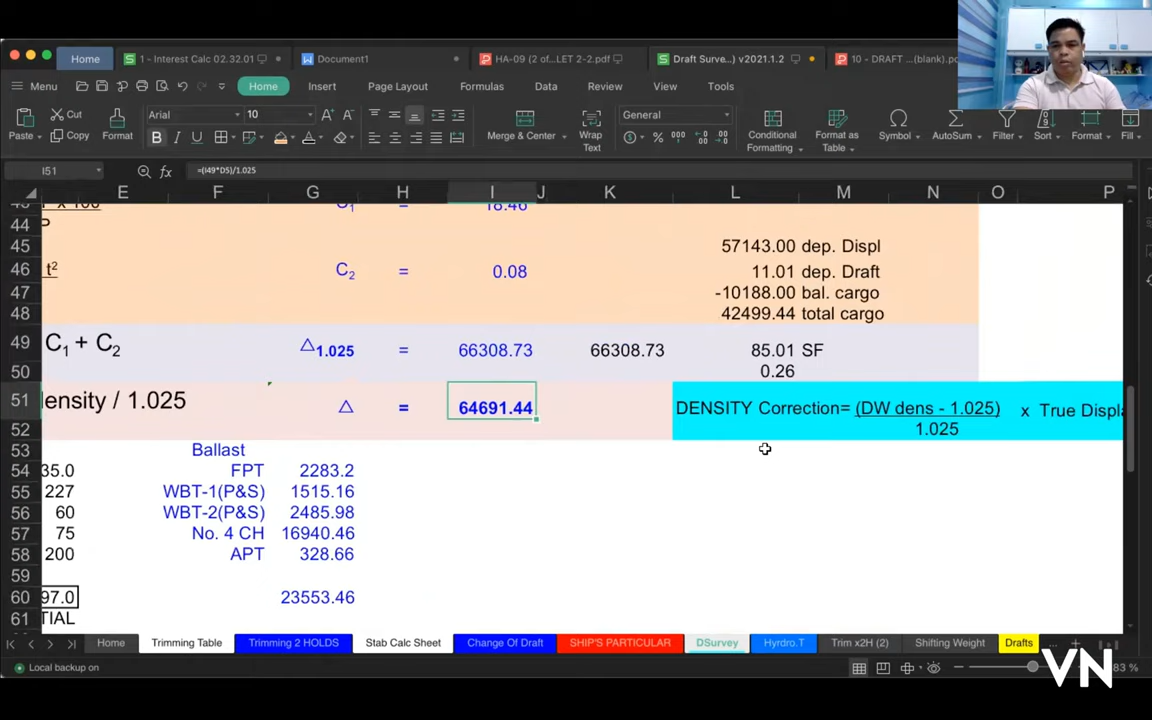 Home 1 - Interest Calc 02.32.01 Document1 HA-09 (2 of...LET 2-2.pdf Draft Surve...) v2021.1.2 10 - DRAFT ...(blank).pdf
Menu Home Insert Page Layout Formulas Data Review View Tools
Cut Arial 10 General
Paste Copy Format B I U Merge & Center Wrap Text Conditional Formatting Format as Table Symbol AutoSum Filter Sort Format Fill
I51 fx =(I49*D5)/1.025
E F G H I J K L M N O P
C1 = 18.46
44 P
45 57143.00 dep. Displ
46 t2 C2 = 0.08 11.01 dep. Draft
47 -10188.00 bal. cargo
48 42499.44 total cargo
49 C1 + C2 △1.025 = 66308.73 66308.73 85.01 SF
50 0.26
51 ensity / 1.025 △ = 64691.44 DENSITY Correction= (DW dens - 1.025) x True Displa
52 1.025
53 Ballast
54 35.0 FPT 2283.2
55 227 WBT-1(P&S) 1515.16
56 60 WBT-2(P&S) 2485.98
57 75 No. 4 CH 16940.46
58 200 APT 328.66
59
60 97.0 23553.46
61 TIAL
Home Trimming Table Trimming 2 HOLDS Stab Calc Sheet Change Of Draft SHIP'S PARTICULAR DSurvey Hyrdro.T Trim x2H (2) Shifting Weight Drafts ...
Local backup on 83 %
VN